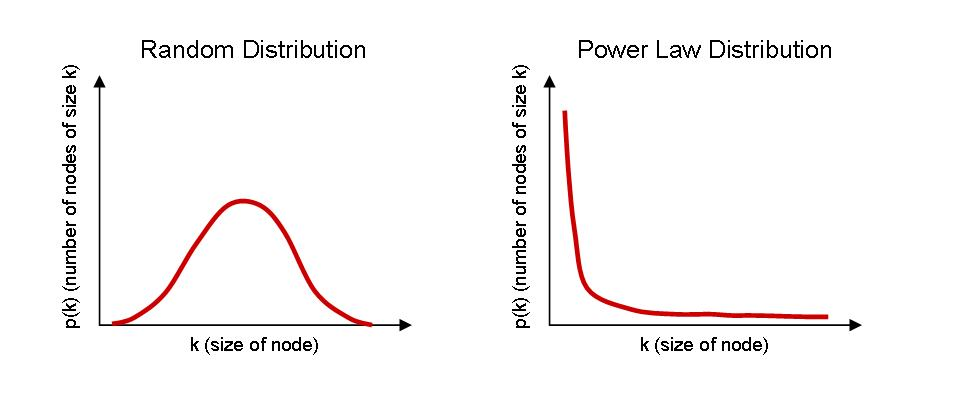 Random Distribution
p(k) (number of nodes of size k)
k (size of node)
Power Law Distribution
p(k) (number of nodes of size k)
k (size of node)